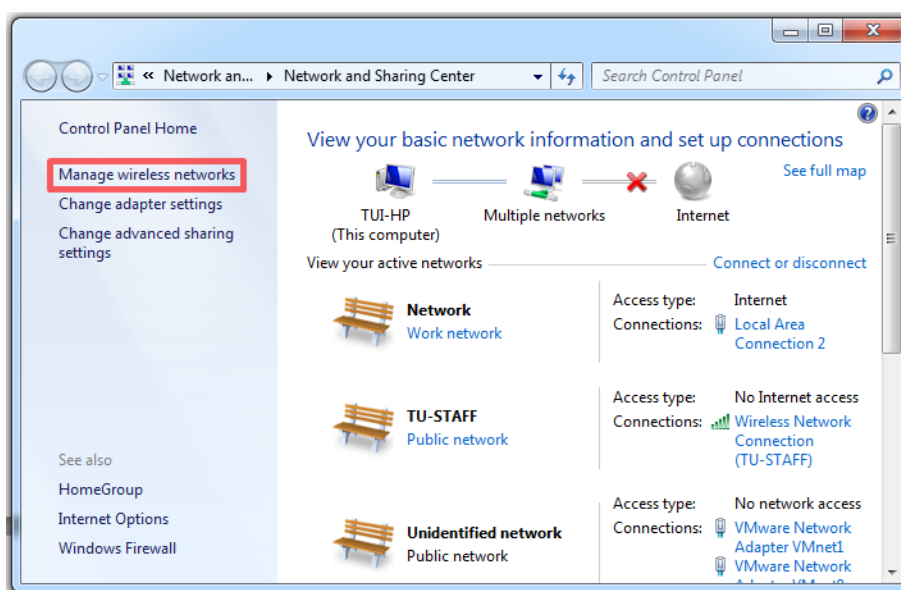 « Network an... ▸ Network and Sharing Center
Search Control Panel
Control Panel Home
Manage wireless networks
Change adapter settings
Change advanced sharing
settings
See also
HomeGroup
Internet Options
Windows Firewall
View your basic network information and set up connections
See full map
TUI-HP
(This computer)
Multiple networks
Internet
View your active networks
Connect or disconnect
Network
Work network
Access type: Internet
Connections: Local Area
Connection 2
TU-STAFF
Public network
Access type: No Internet access
Connections: Wireless Network
Connection
(TU-STAFF)
Unidentified network
Public network
Access type: No network access
Connections: VMware Network
Adapter VMnet1
VMware Network